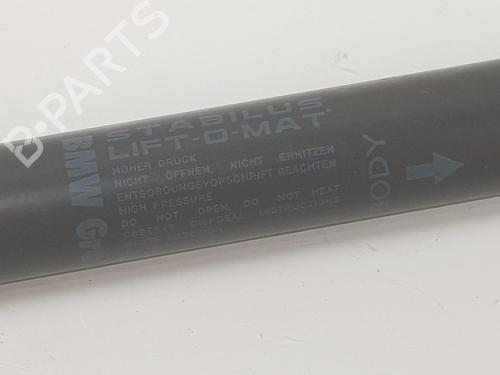 B-PARTS
BMW Gro
STABILUS
LIFT-O-MAT
HOHER DRUCK
NICHT ÖFFNEN, NICHT ERHITZEN
ENTSORGUNGSVORSCHRIFT BEACHTEN
HIGH PRESSURE
DO NOT OPEN, DO NOT HEAT
OBSERVE DISPOSAL INSTRUCTIONS
BODY